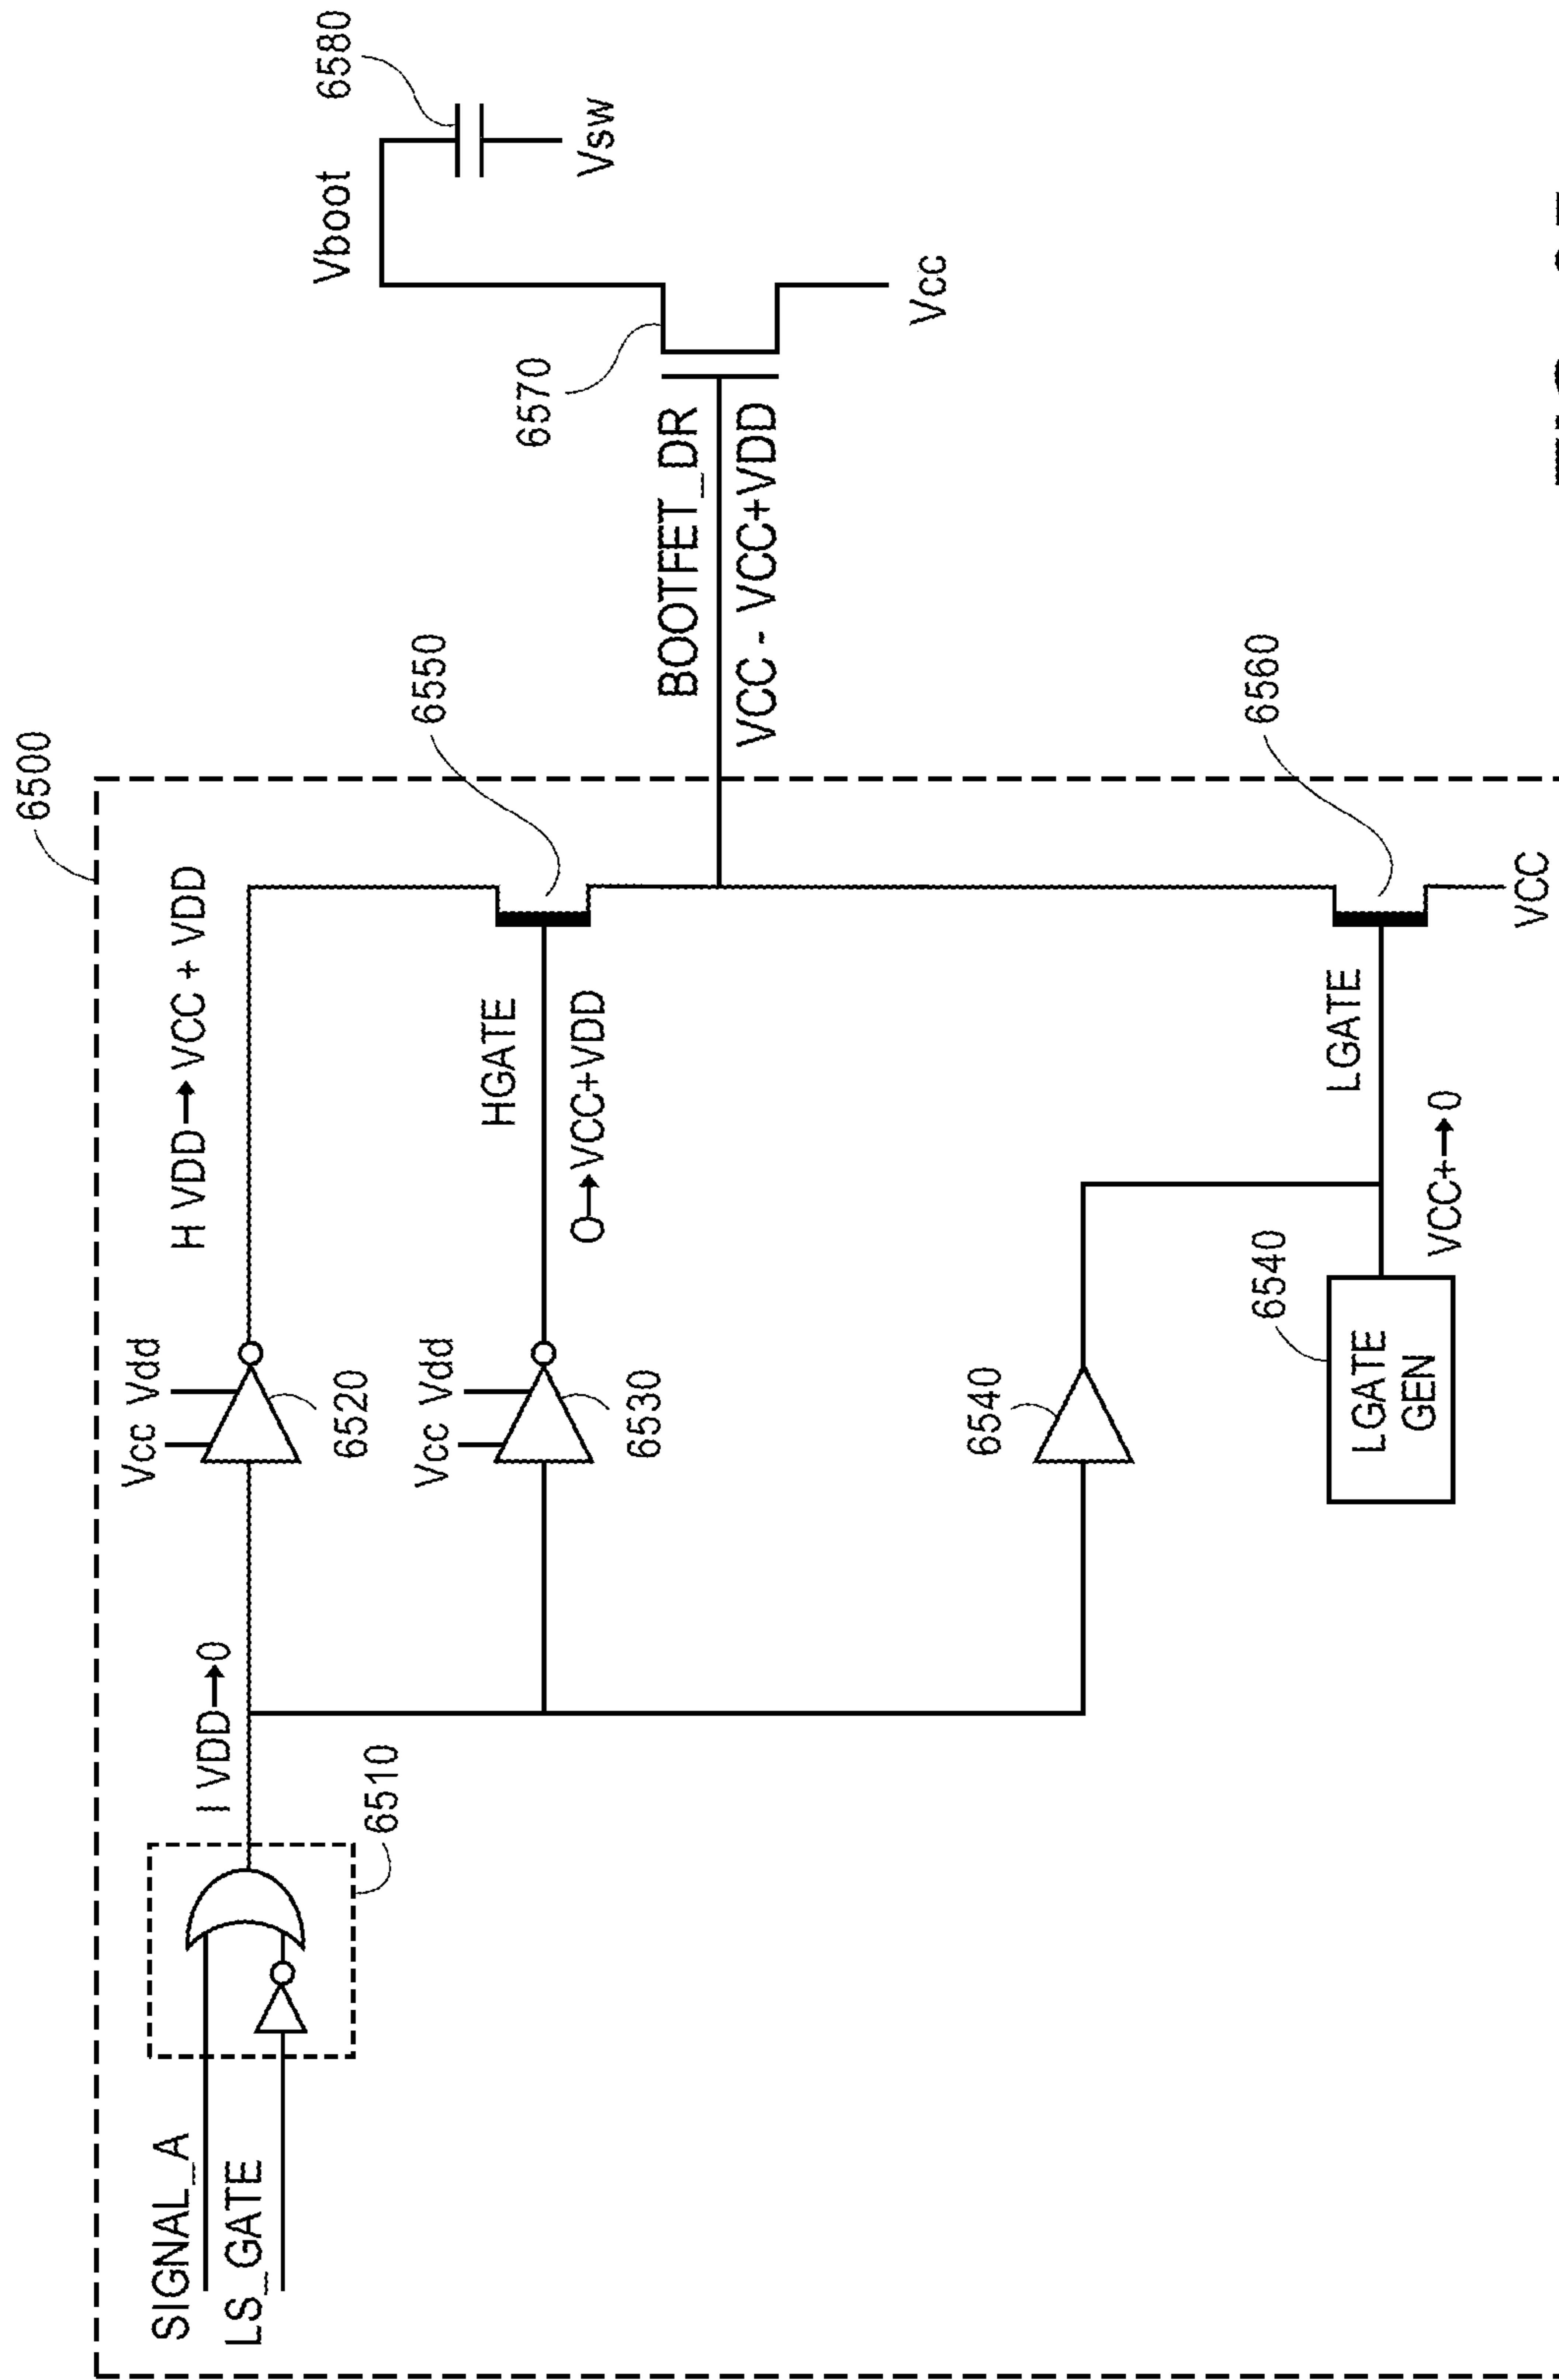 6500
Vcc Vdd
H VDD→VCC + VDD
6520
I VDD→0
SIGNAL_A
LS_GATE
6510
Vcc Vdd
6530
HGATE
O→VCC+VDD
6550
Vboot
6580
Vsw
6570
BOOTFET_DR
VCC - VCC+VDD
Vcc
6540
6540
LGATE
GEN
LGATE
VCC+→0
6560
VCC